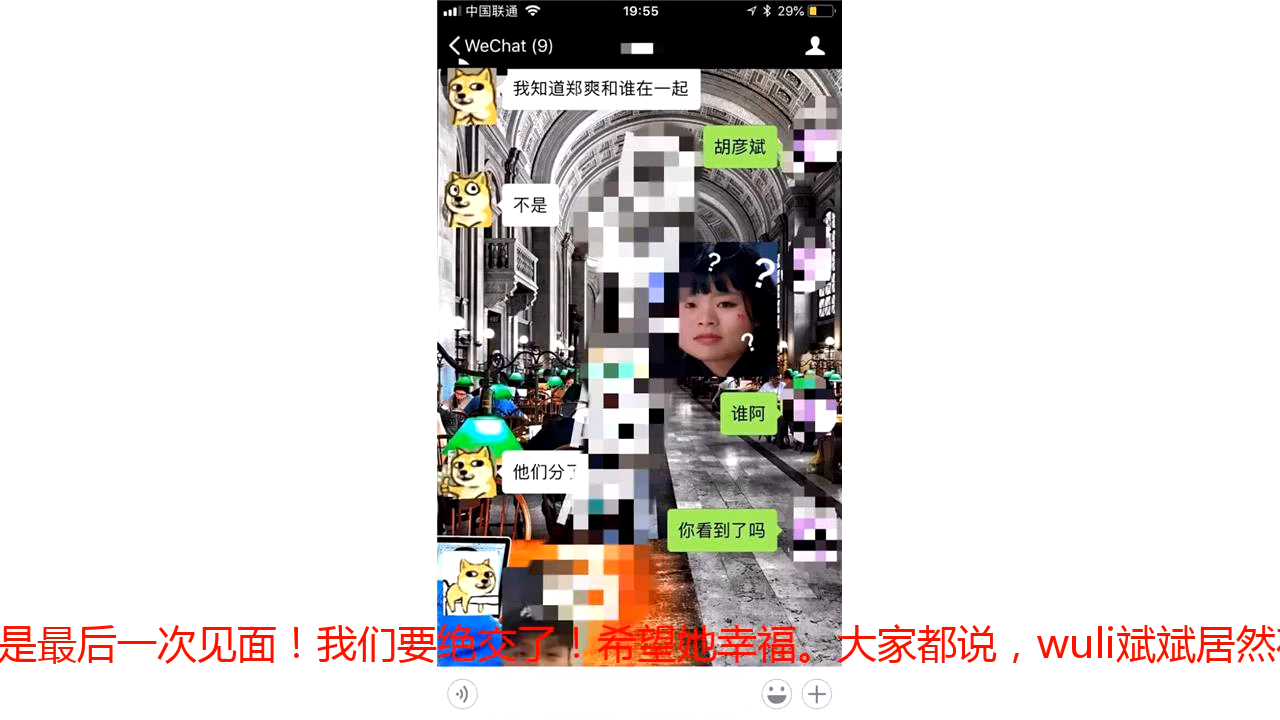 中国联通
19:55
29%
WeChat (9)
我知道郑爽和谁在一起
胡彦斌
不是
? ? ?
谁阿
他们分
你看到了吗
是最后一次见面！我们要绝交了！希望她幸福。大家都说，wuli斌斌居然